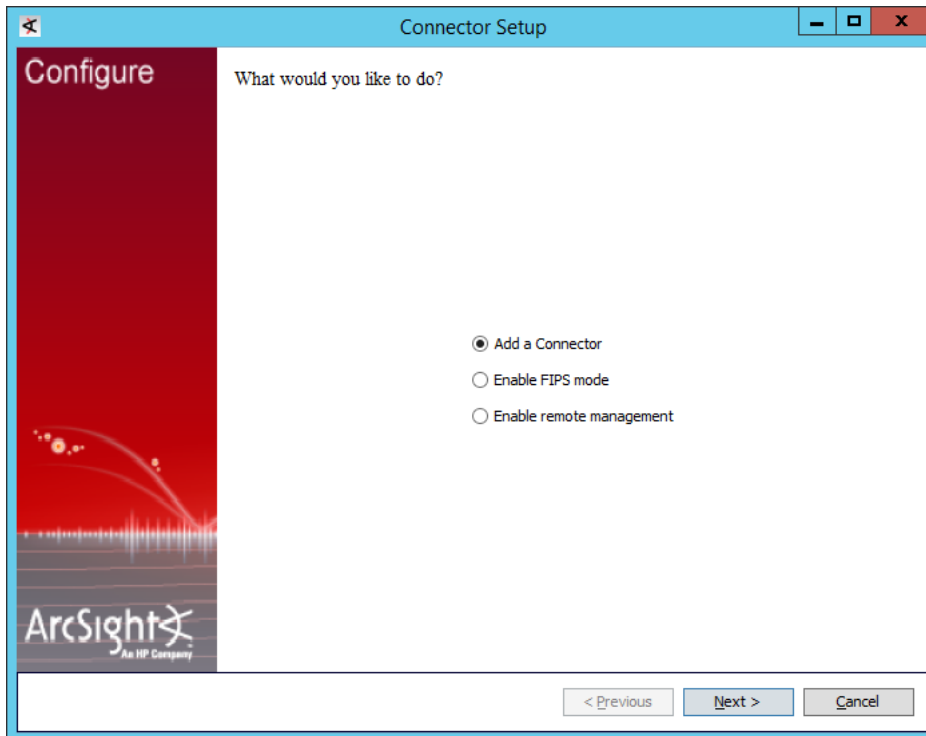 Connector Setup
Configure
What would you like to do?
Add a Connector
Enable FIPS mode
Enable remote management
ArcSight
An HP Company
< Previous
Next >
Cancel